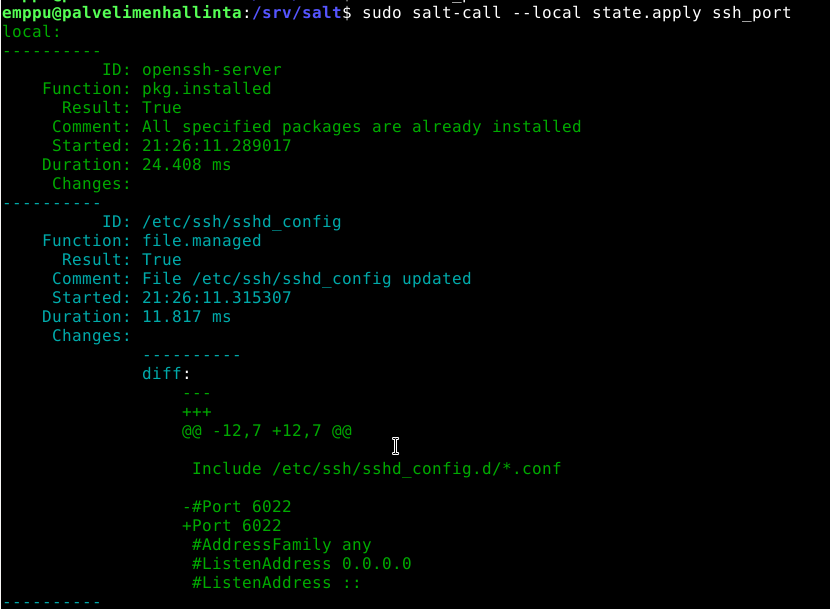 emppu@palvelimenhallinta:/srv/salt$ sudo salt-call --local state.apply ssh_port
local:
----------
          ID: openssh-server
    Function: pkg.installed
      Result: True
     Comment: All specified packages are already installed
     Started: 21:26:11.289017
    Duration: 24.408 ms
     Changes:
----------
          ID: /etc/ssh/sshd_config
    Function: file.managed
      Result: True
     Comment: File /etc/ssh/sshd_config updated
     Started: 21:26:11.315307
    Duration: 11.817 ms
     Changes:
              ----------
              diff:
                  ---
                  +++
                  @@ -12,7 +12,7 @@

                   Include /etc/ssh/sshd_config.d/*.conf

                  -#Port 6022
                  +Port 6022
                   #AddressFamily any
                   #ListenAddress 0.0.0.0
                   #ListenAddress ::
----------